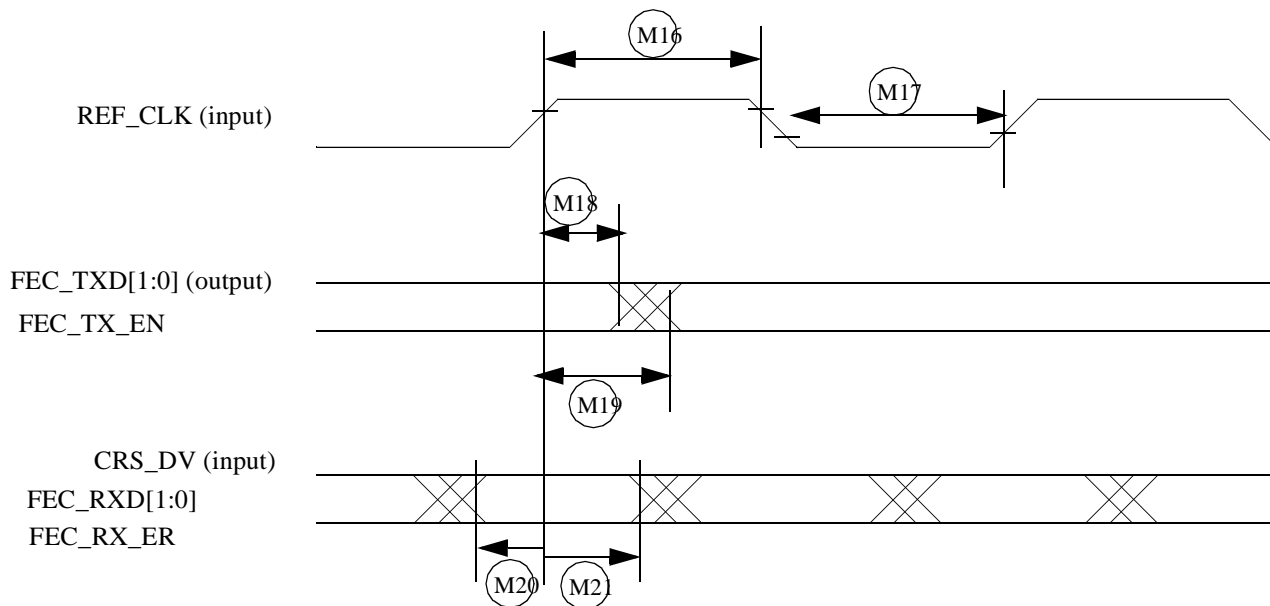 M16
M17
REF_CLK (input)
M18
FEC_TXD[1:0] (output)
FEC_TX_EN
M19
CRS_DV (input)
FEC_RXD[1:0]
FEC_RX_ER
M20
M21